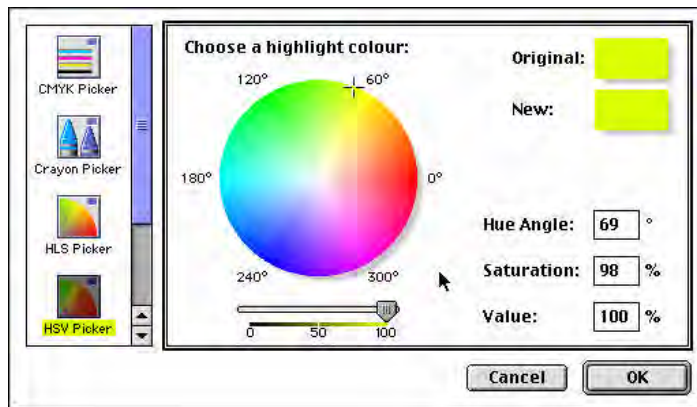 CMYK Picker
Crayon Picker
HLS Picker
HSV Picker
Choose a highlight colour:
120°
60°
180°
0°
240°
300°
0
50
100
Original:
New:
Hue Angle: 69 °
Saturation: 98 %
Value: 100 %
Cancel
OK